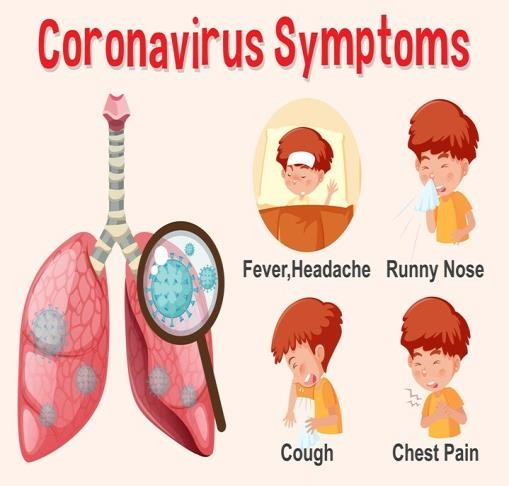 Coronavirus Symptoms
Fever,Headache
Runny Nose
Cough
Chest Pain